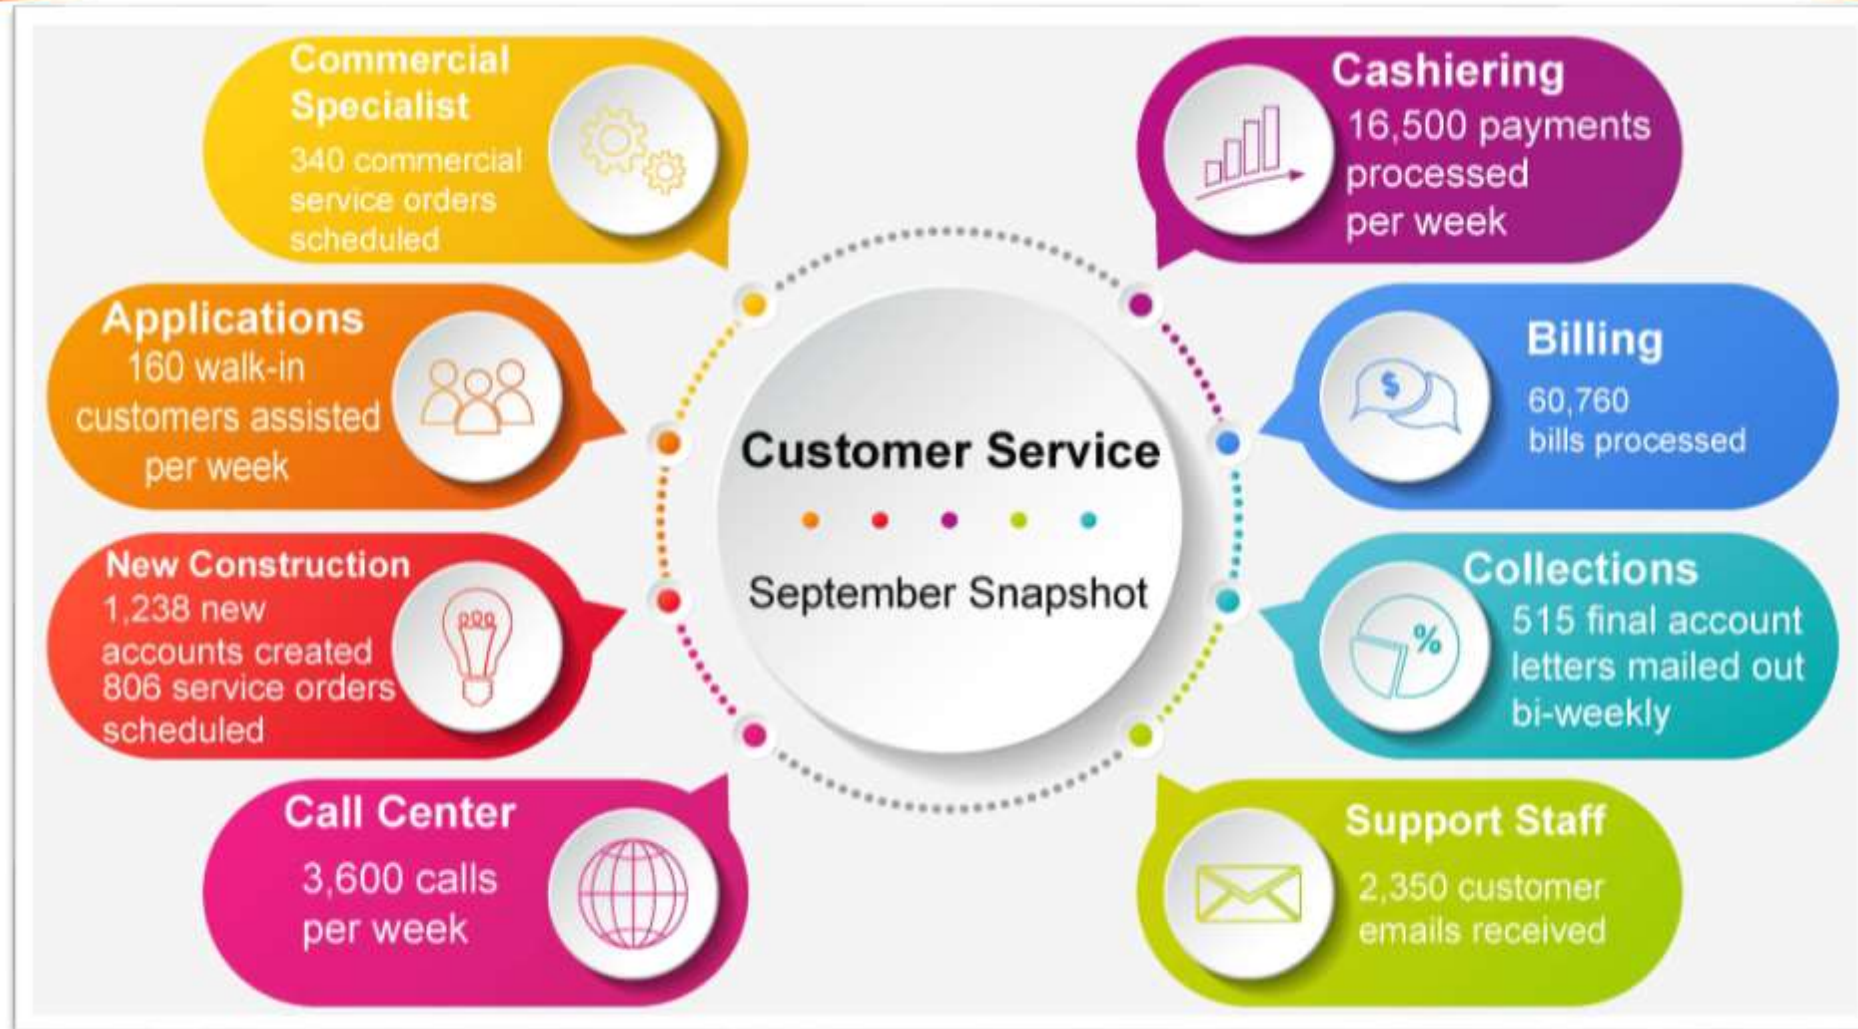 Commercial
Specialist
340 commercial
service orders
scheduled
Applications
160 walk-in
customers assisted
per week
New Construction
1,238 new
accounts created
806 service orders
scheduled
Call Center
3,600 calls
per week
Customer Service
September Snapshot
Cashiering
16,500 payments
processed
per week
Billing
$
60,760
bills processed
Collections
%
515 final account
letters mailed out
bi-weekly
Support Staff
2,350 customer
emails received